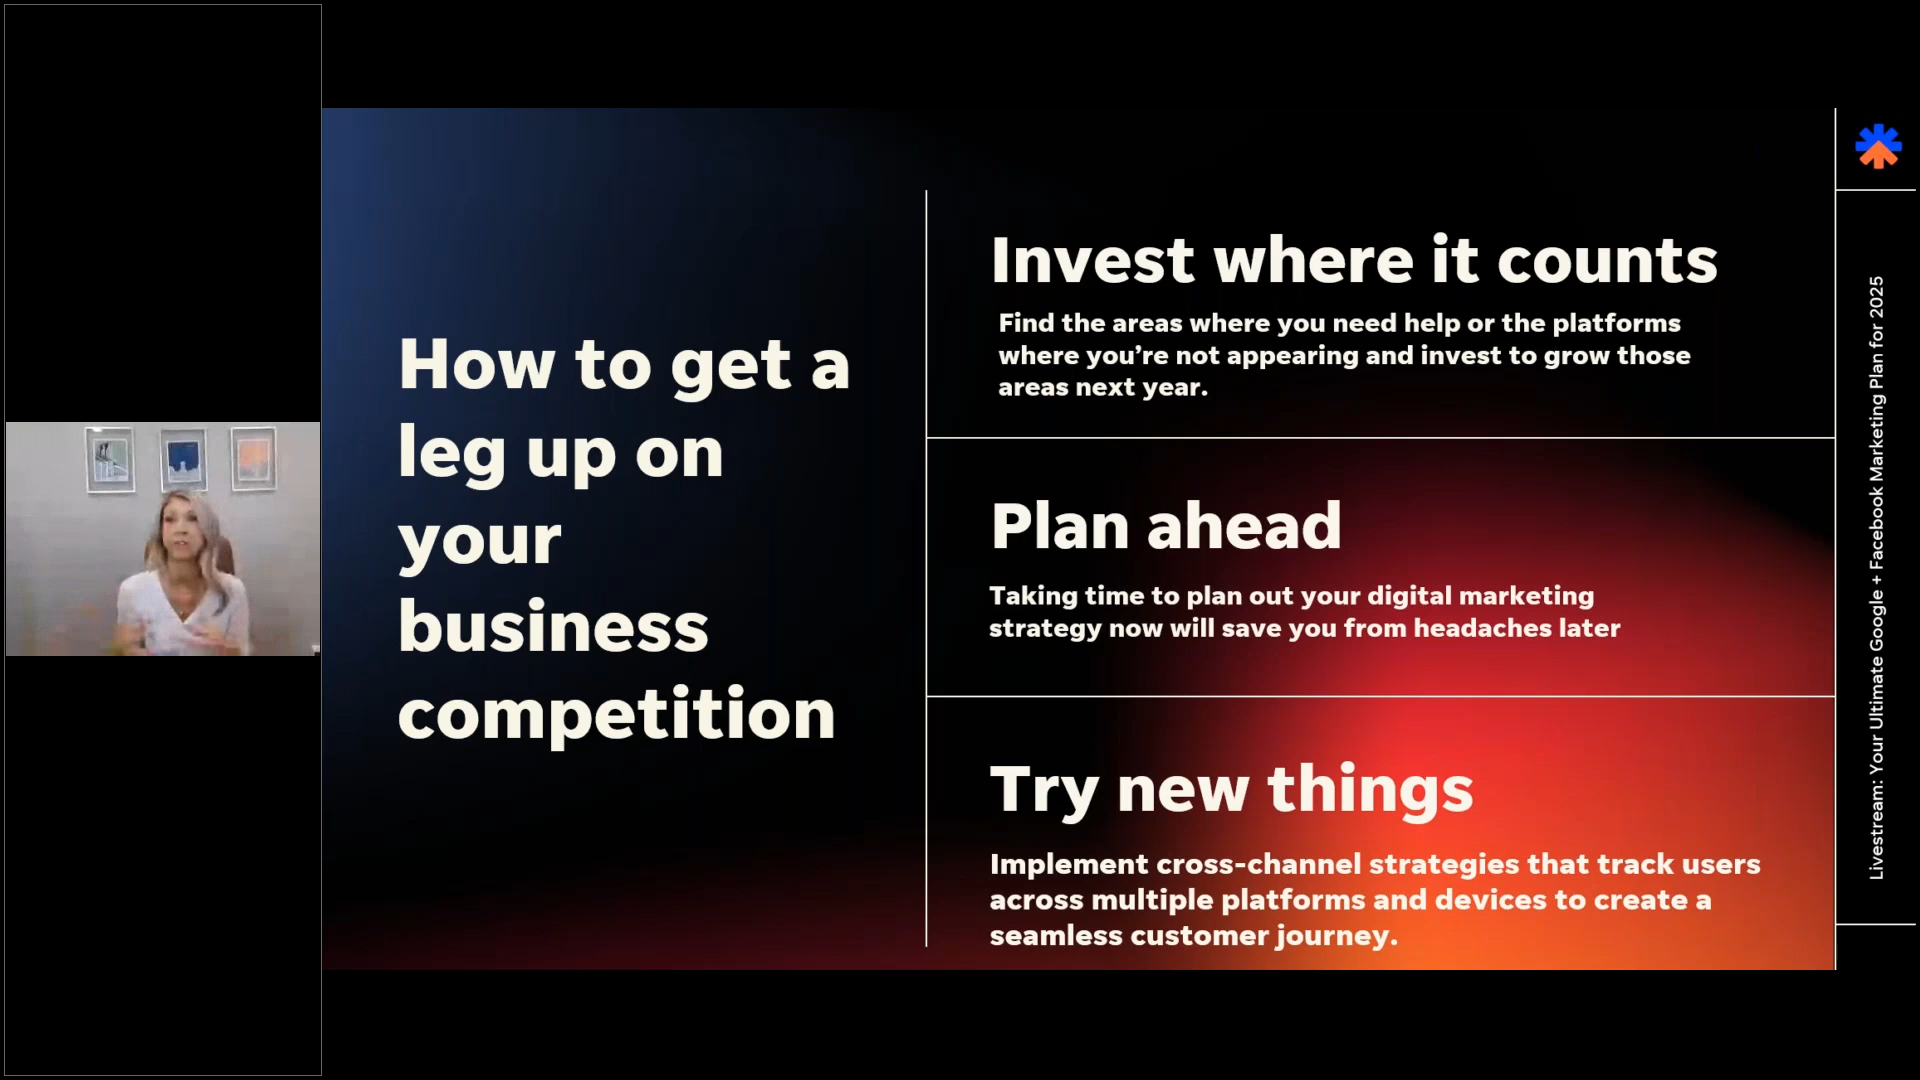 How to get a
leg up on
your
business
competition
Invest where it counts
Find the areas where you need help or the platforms
where you’re not appearing and invest to grow those
areas next year.
Plan ahead
Taking time to plan out your digital marketing
strategy now will save you from headaches later
Try new things
Implement cross-channel strategies that track users
across multiple platforms and devices to create a
seamless customer journey.
Livestream: Your Ultimate Google + Facebook Marketing Plan for 2025